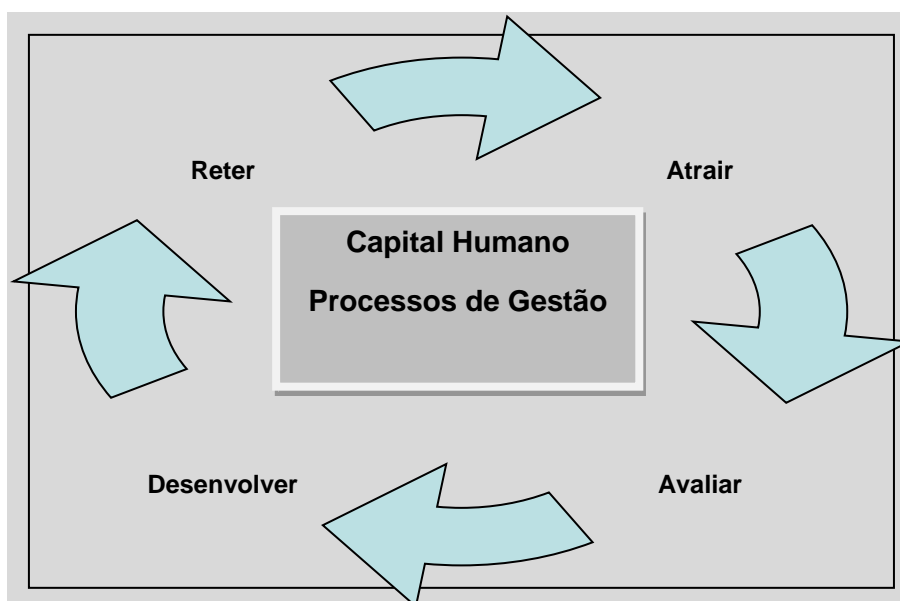 Reter
Atrair
Capital Humano
Processos de Gestão
Desenvolver
Avaliar